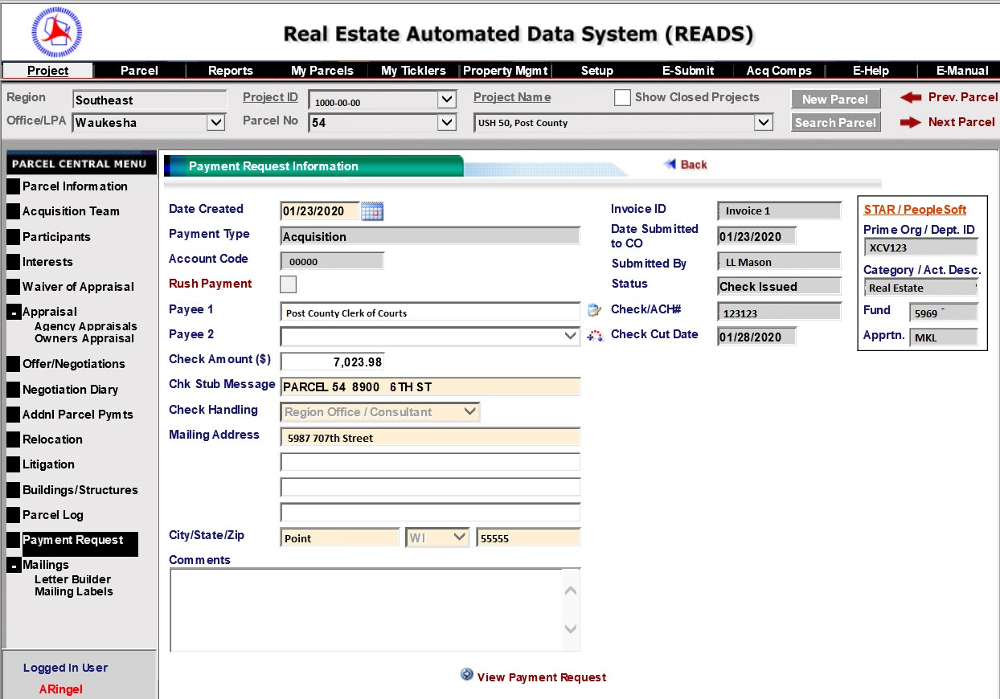 Real Estate Automated Data System (READS)
Project Parcel Reports My Parcels My Ticklers Property Mgmt Setup E-Submit Acq Comps E-Help E-Manual
Region Southeast Project ID 1000-00-00 Project Name Show Closed Projects New Parcel Prev. Parcel
Office/LPA Waukesha Parcel No 54 USH 50, Post County Search Parcel Next Parcel
PARCEL CENTRAL MENU
Parcel Information
Acquisition Team
Participants
Interests
Waiver of Appraisal
- Appraisal
Agency Appraisals
Owners Appraisal
Offer/Negotiations
Negotiation Diary
Addnl Parcel Pymts
Relocation
Litigation
Buildings/Structures
Parcel Log
Payment Request
- Mailings
Letter Builder
Mailing Labels
Logged In User
ARingel
Payment Request Information
Back
Date Created 01/23/2020
Payment Type Acquisition
Account Code 00000
Rush Payment
Payee 1 Post County Clerk of Courts
Payee 2
Check Amount ($) 7,023.98
Chk Stub Message PARCEL 54 8900 6TH ST
Check Handling Region Office / Consultant
Mailing Address 5987 707th Street
City/State/Zip Point WI 55555
Comments
Invoice ID Invoice 1
Date Submitted
to CO 01/23/2020
Submitted By LL Mason
Status Check Issued
Check/ACH# 123123
Check Cut Date 01/28/2020
STAR / PeopleSoft
Prime Org / Dept. ID
XCV123
Category / Act. Desc.
Real Estate
Fund 5969
Apprtn. MKL
View Payment Request